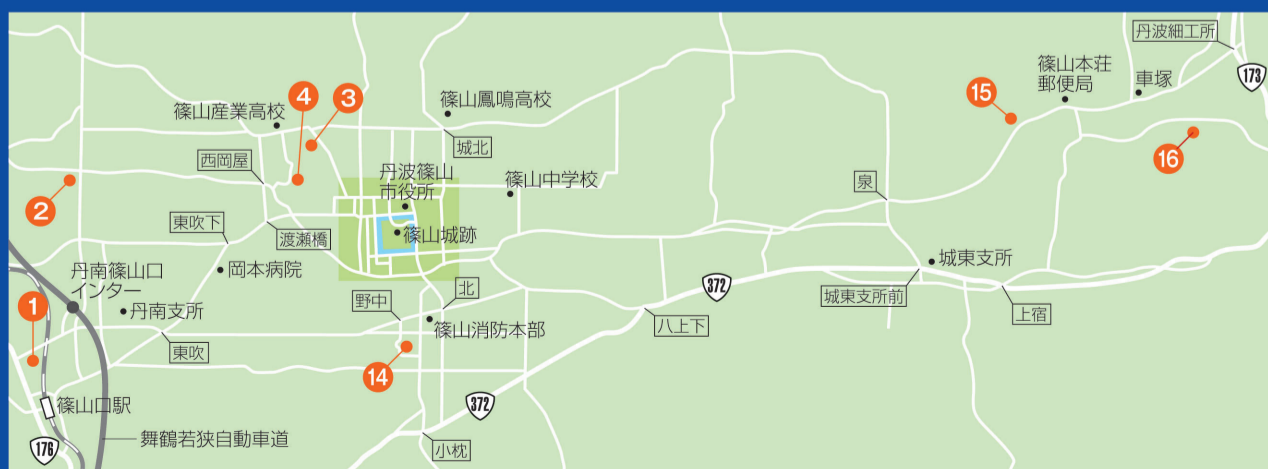 丹波細工所
173
篠山本荘
郵便局
車塚
15
16
4
3
篠山産業高校
篠山鳳鳴高校
城北
西岡屋
丹波篠山
市役所
篠山中学校
泉
2
東吹下
渡瀬橋
篠山城跡
丹南篠山口
インター
岡本病院
城東支所
372
城東支所前
上宿
1
丹南支所
野中
北
篠山消防本部
八上下
東吹
14
篠山口駅
372
176
舞鶴若狭自動車道
小枕